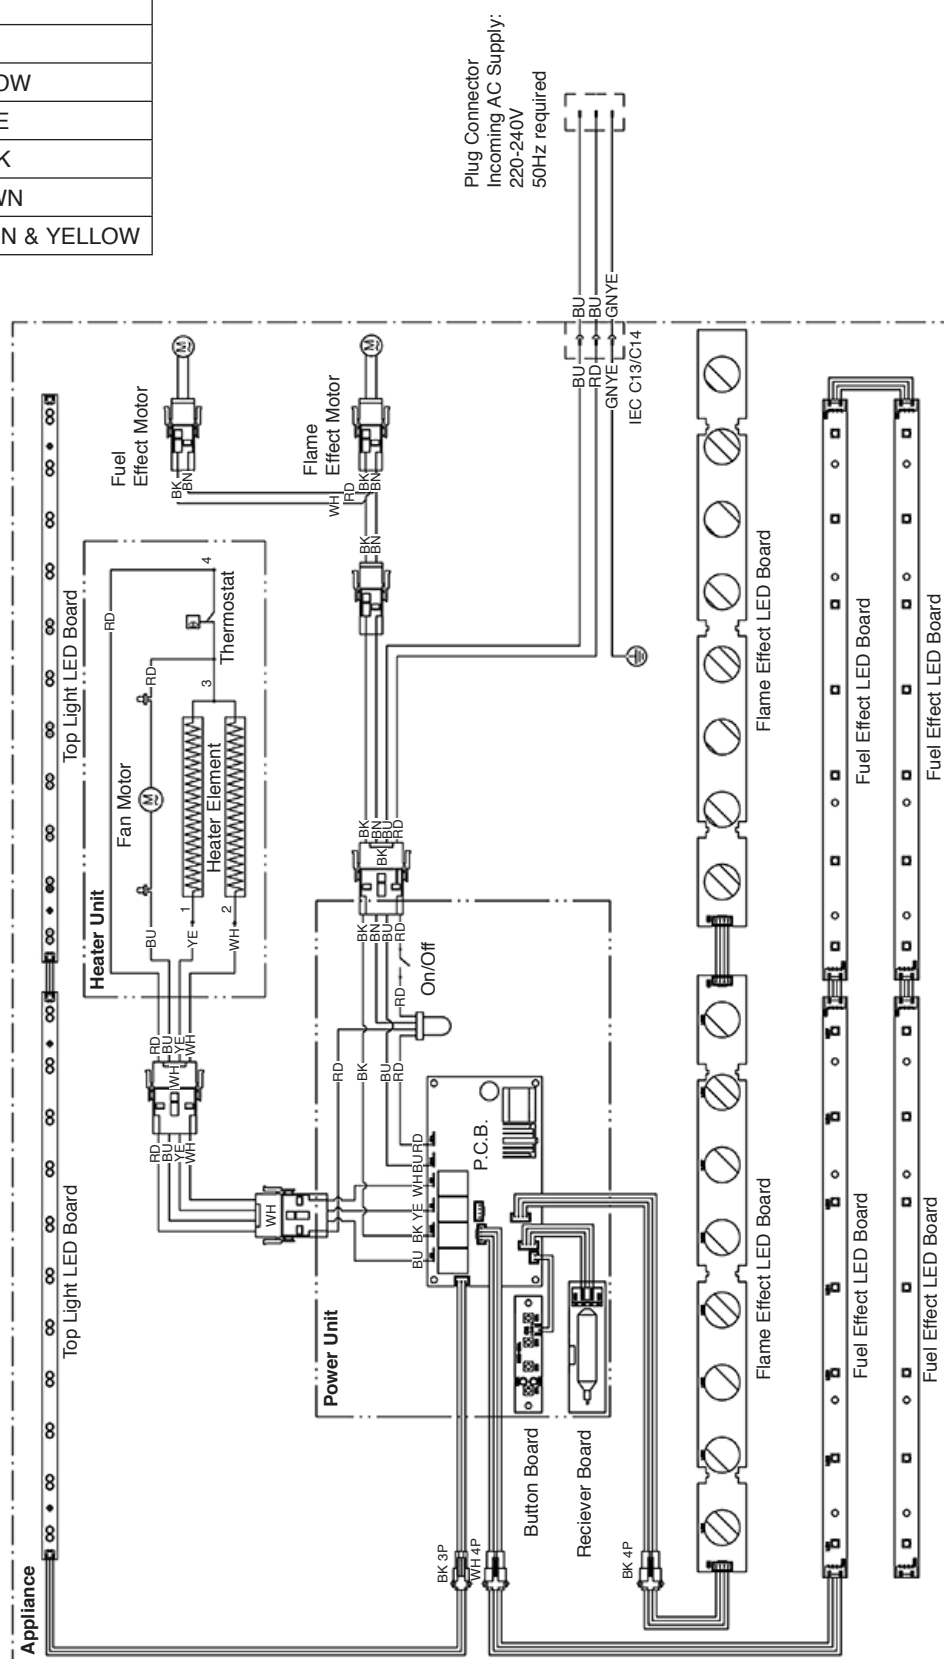 OW
E
K
WN
N & YELLOW
Plug Connector
Incoming AC Supply:
220-240V
50Hz required
Appliance
Top Light LED Board
Top Light LED Board
Heater Unit
Fan Motor
Heater Element
Thermostat
RD
RD
BU
YE
WH
1
2
3
4
RD
BU
YE
WH
WH
RD
BU
YE
WH
WH
Fuel
Effect Motor
M
BK
BN
Flame
Effect Motor
M
WH
RD
BK
BN
BK
BN
BU
RD
GNYE
BU
BU
GNYE
IEC C13/C14
BK
BN
BU
RD
BK
BK
BN
BU
RD
On/Off
RD
RD
BK
BU
RD
Power Unit
P.C.B.
BU
BK
YE
WH
BU
RD
Button Board
Reciever Board
BK 3P
WH 4P
BK 4P
Flame Effect LED Board
Flame Effect LED Board
Fuel Effect LED Board
Fuel Effect LED Board
Fuel Effect LED Board
Fuel Effect LED Board